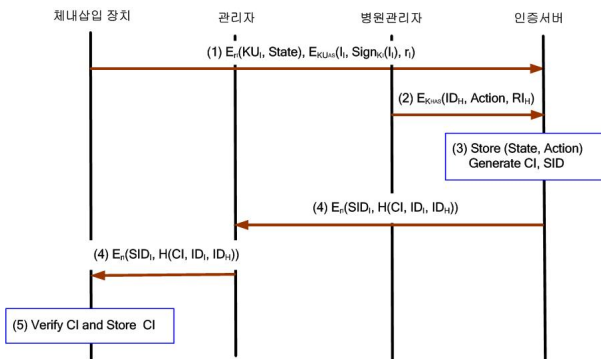 체내삽입 장치 관리자 병원관리자 인증서버
(1) E_rI(KU_I, State), E_KU_AS(I_I, Sign_KI(I_I), r_I)
(2) E_K_HAS(ID_H, Action, RI_H)
(3) Store (State, Action)
Generate CI, SID
(4) E_rI(SID_I, H(CI, ID_I, ID_H))
(4) E_rI(SID_I, H(CI, ID_I, ID_H))
(5) Verify CI and Store CI